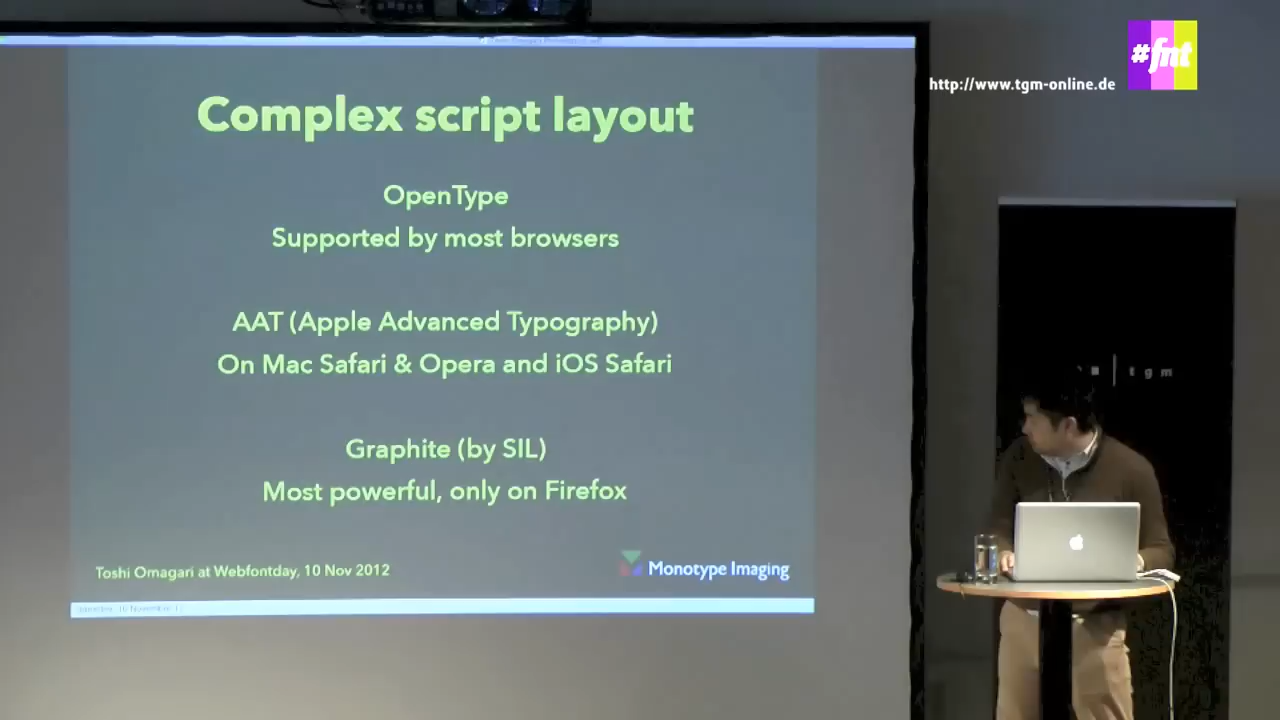 #fnt
http://www.tgm-online.de
Complex script layout
OpenType
Supported by most browsers
AAT (Apple Advanced Typography)
On Mac Safari & Opera and iOS Safari
Graphite (by SIL)
Most powerful, only on Firefox
Toshi Omagari at Webfontday, 10 Nov 2012
Monotype Imaging
tgm